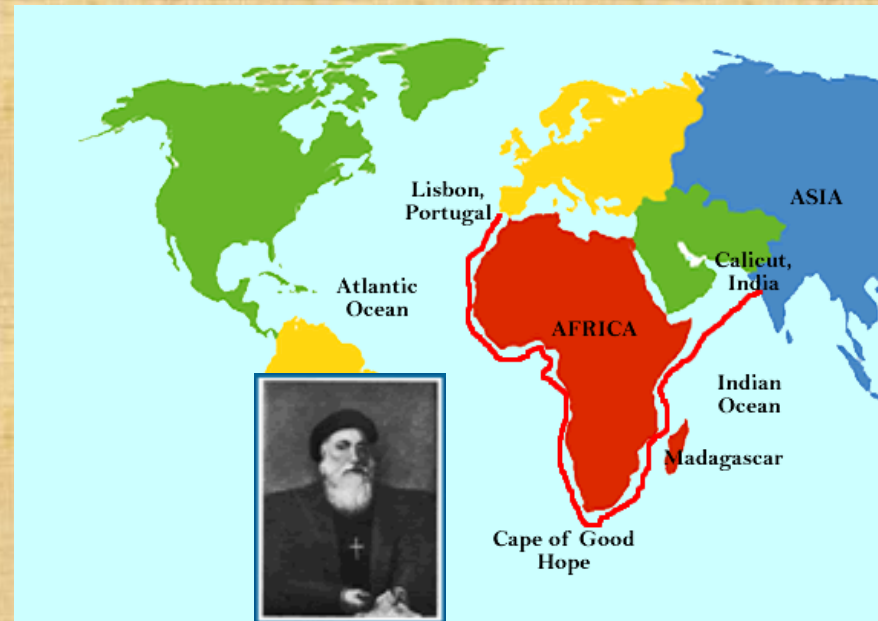 Lisbon,
Portugal
ASIA
Calicut,
India
Atlantic
Ocean
AFRICA
Indian
Ocean
Madagascar
Cape of Good
Hope